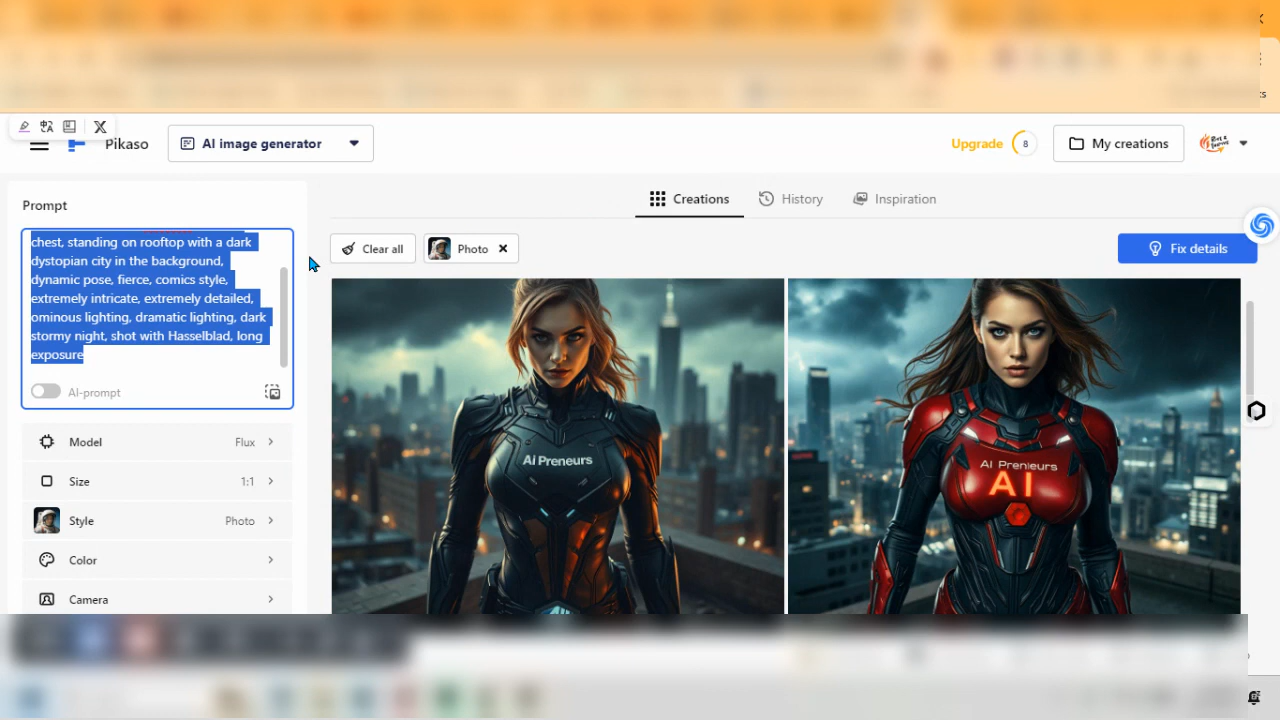 Pikaso
AI image generator
Upgrade
8
My creations
Prompt
chest, standing on rooftop with a dark
dystopian city in the background,
dynamic pose, fierce, comics style,
extremely intricate, extremely detailed,
ominous lighting, dramatic lighting, dark
stormy night, shot with Hasselblad, long
exposure
AI-prompt
Model
Flux
Size
1:1
Style
Photo
Color
Camera
Creations
History
Inspiration
Clear all
Photo
Fix details
Ai Preneurs
AI Preneurs
AI